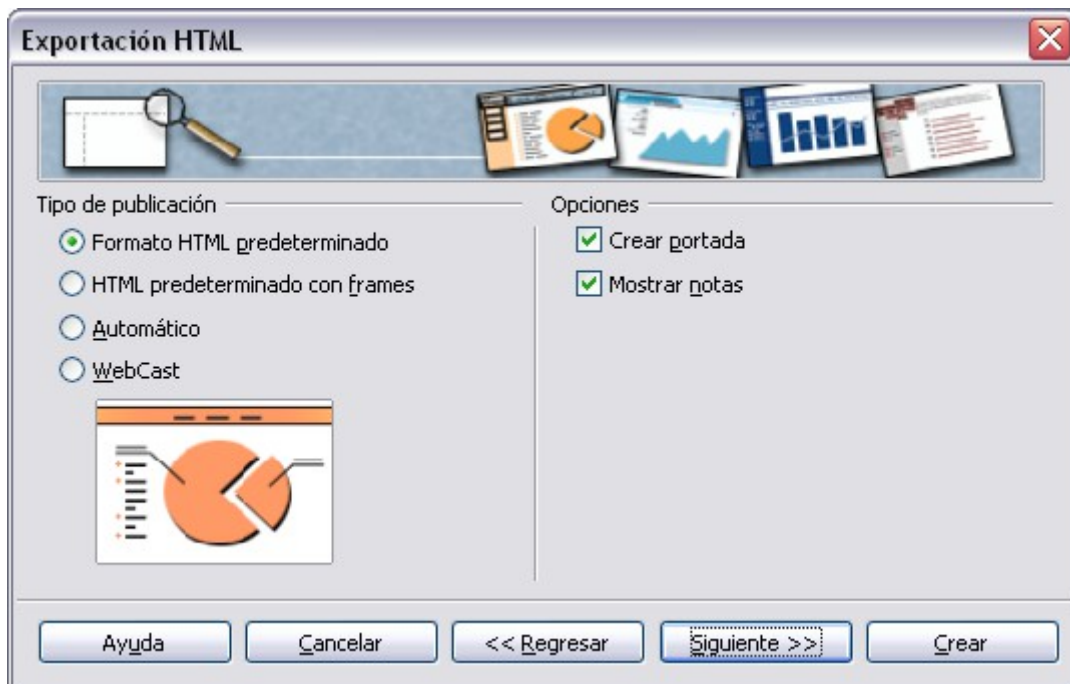 Exportación HTML
Tipo de publicación
Formato HTML predeterminado
HTML predeterminado con frames
Automático
WebCast
Opciones
Crear portada
Mostrar notas
Ayuda
Cancelar
<< Regresar
Siguiente >>
Crear